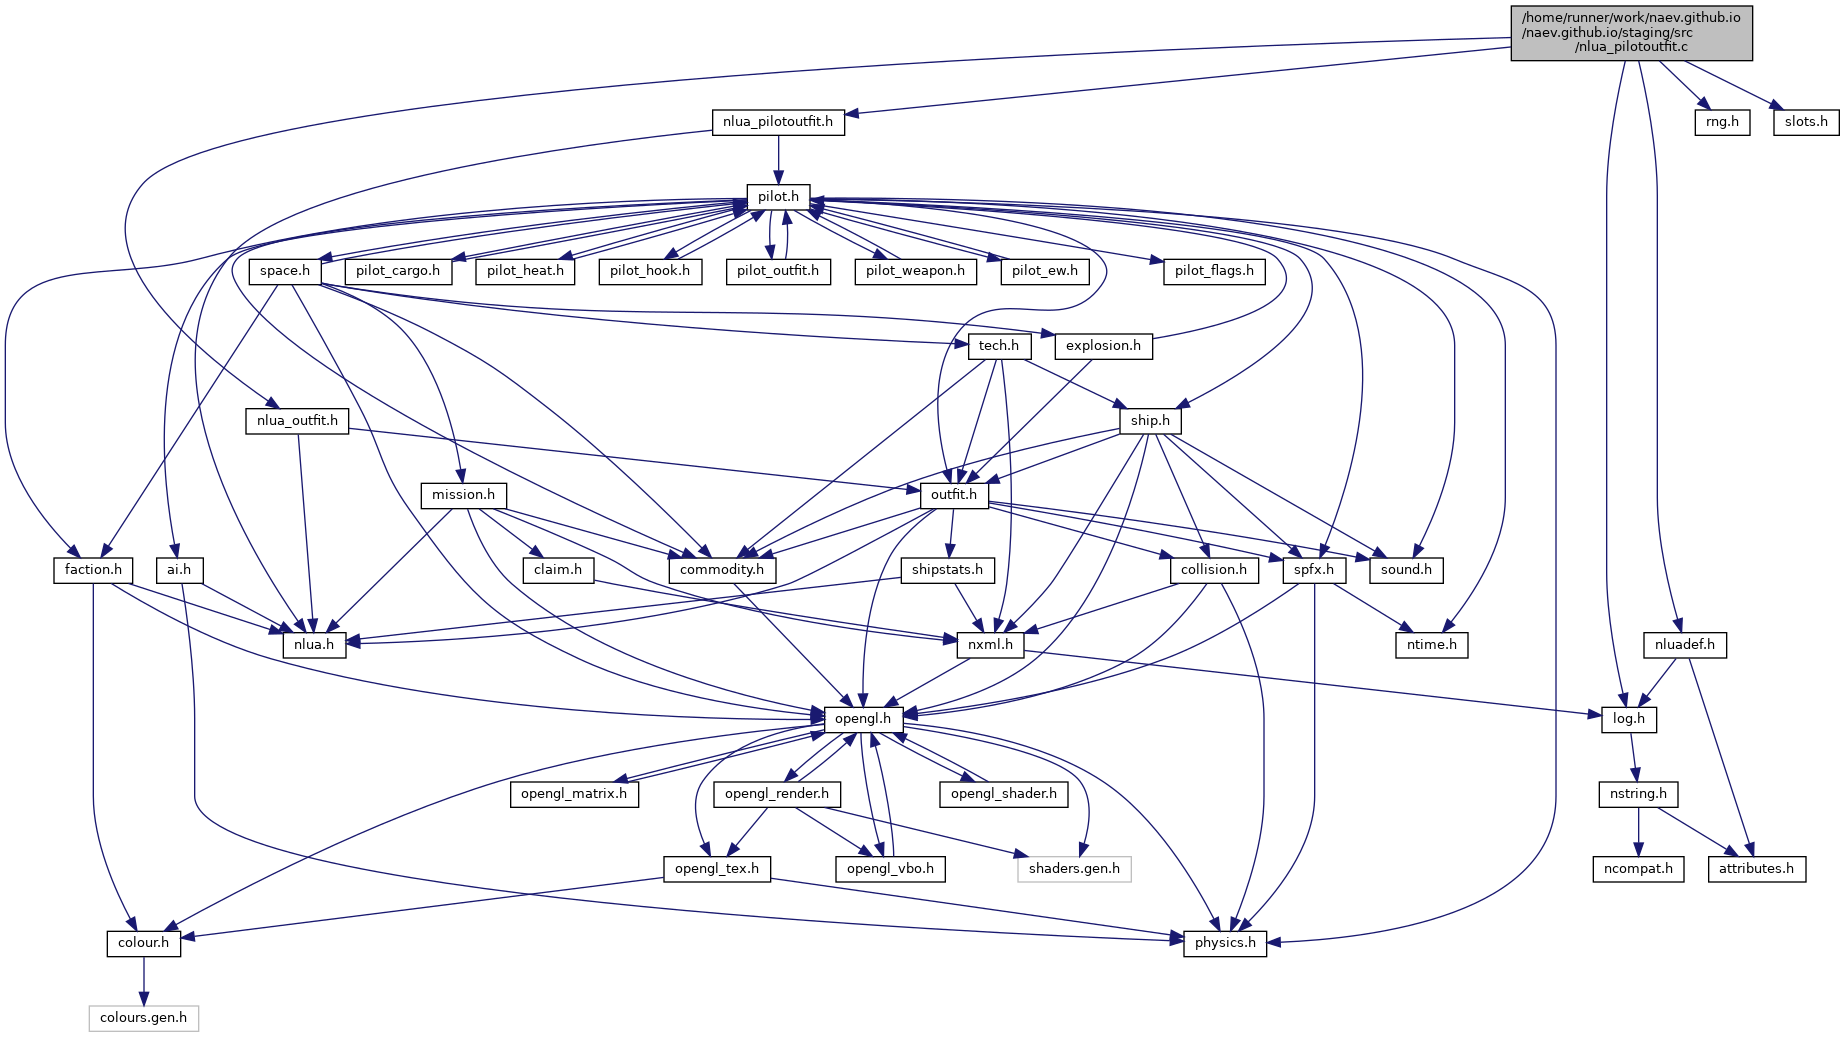 /home/runner/work/naev.github.io
/naev.github.io/staging/src
/nlua_pilotoutfit.c
nlua_pilotoutfit.h
rng.h
slots.h
pilot.h
space.h
pilot_cargo.h
pilot_heat.h
pilot_hook.h
pilot_outfit.h
pilot_weapon.h
pilot_ew.h
pilot_flags.h
tech.h
explosion.h
nlua_outfit.h
ship.h
mission.h
outfit.h
faction.h
ai.h
claim.h
commodity.h
shipstats.h
collision.h
spfx.h
sound.h
nlua.h
nxml.h
ntime.h
nluadef.h
opengl.h
log.h
opengl_matrix.h
opengl_render.h
opengl_shader.h
nstring.h
opengl_tex.h
opengl_vbo.h
shaders.gen.h
ncompat.h
attributes.h
colour.h
physics.h
colours.gen.h